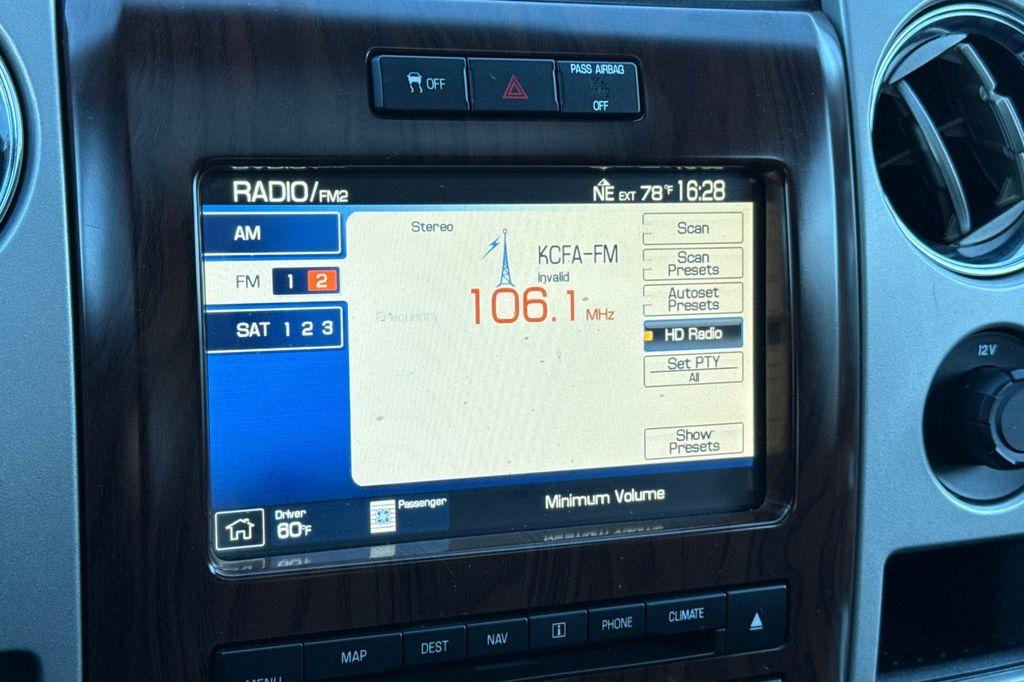 OFF
PASS AIRBAG
OFF
RADIO/FM2
NE EXT 78°F 16:28
AM
FM 1 2
SAT 1 2 3
Stereo
KCFA-FM
Invalid
106.1 MHz
Frequency
Scan
Scan
Presets
Autoset
Presets
HD Radio
Set PTY
All
Show
Presets
Driver
60°F
Passenger
Minimum Volume
12V
MENU
MAP
DEST
NAV
i
PHONE
CLIMATE